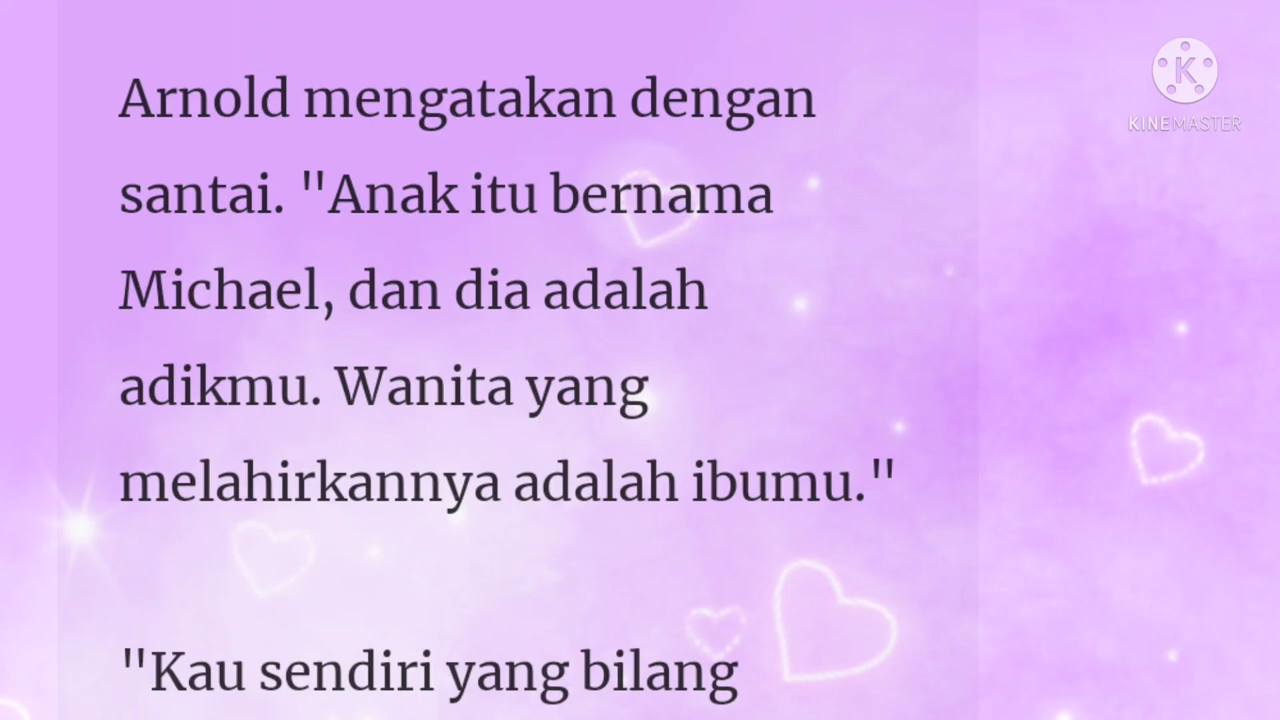 Arnold mengatakan dengan
santai. "Anak itu bernama
Michael, dan dia adalah
adikmu. Wanita yang
melahirkannya adalah ibumu."
"Kau sendiri yang bilang
K
KINEMASTER